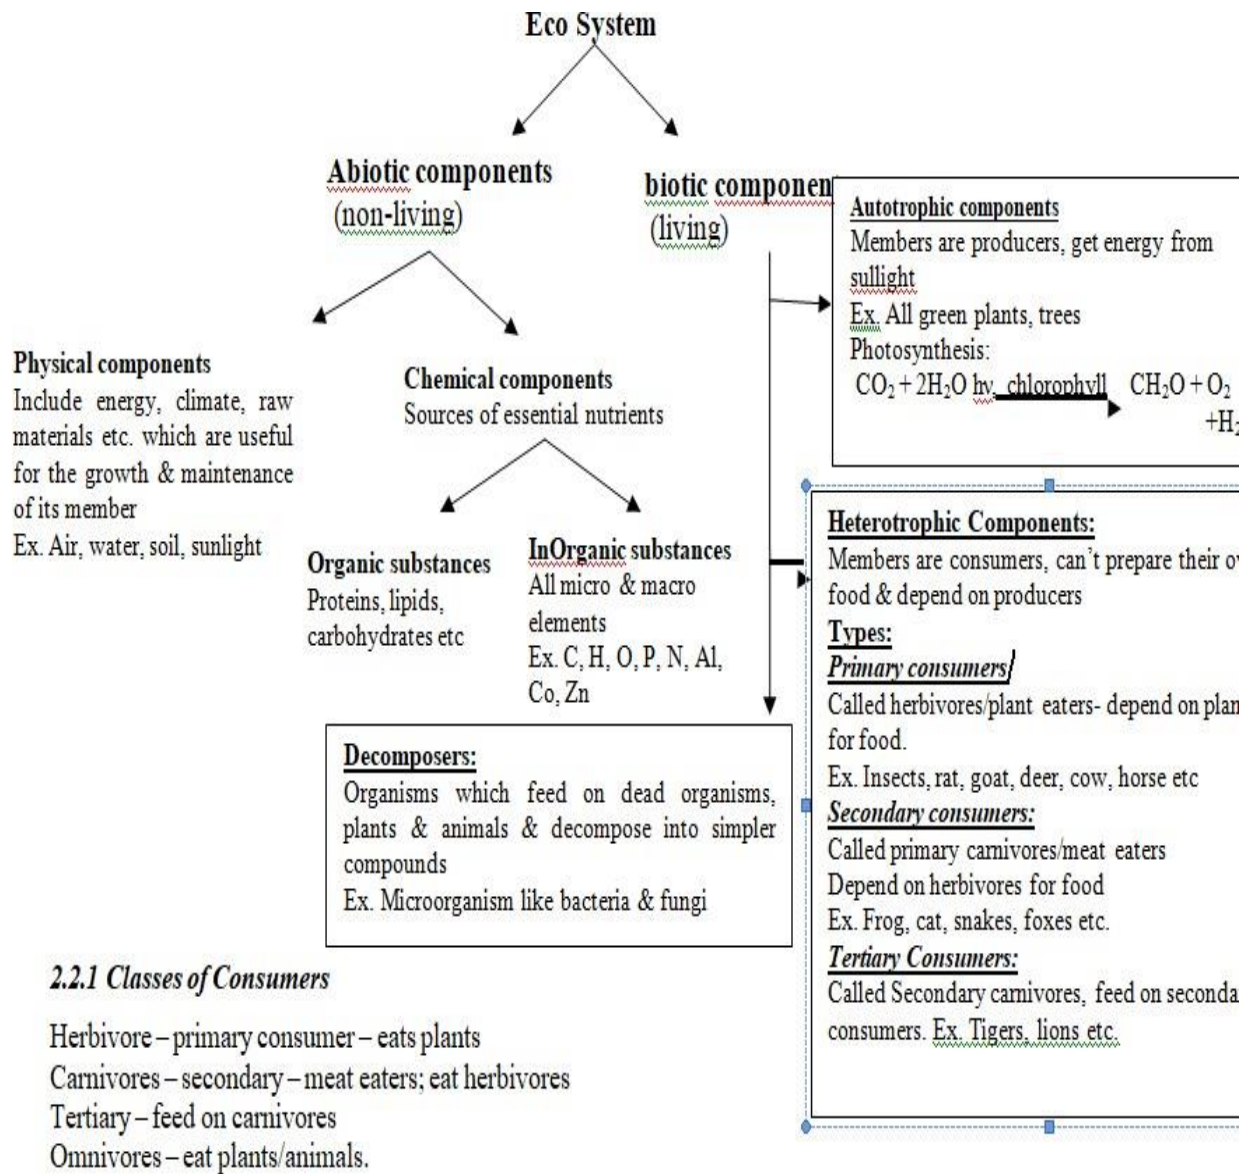 Eco System
Abiotic components
(non-living)
biotic componen
(living)
Autotrophic components
Members are producers, get energy from
sullight
Ex. All green plants, trees
Photosynthesis:
CO₂ + 2H₂O hv, chlorophyll CH₂O + O₂
+H₂
Physical components
Include energy, climate, raw
materials etc. which are useful
for the growth & maintenance
of its member
Ex. Air, water, soil, sunlight
Chemical components
Sources of essential nutrients
Organic substances
Proteins, lipids,
carbohydrates etc
InOrganic substances
All micro & macro
elements
Ex. C, H, O, P, N, Al,
Co, Zn
Heterotrophic Components:
Members are consumers, can't prepare their ov
food & depend on producers
Types:
Primary consumers/
Called herbivores/plant eaters- depend on plan
for food.
Ex. Insects, rat, goat, deer, cow, horse etc
Secondary consumers:
Called primary carnivores/meat eaters
Depend on herbivores for food
Ex. Frog, cat, snakes, foxes etc.
Tertiary Consumers:
Called Secondary carnivores, feed on seconda
consumers. Ex. Tigers, lions etc.
Decomposers:
Organisms which feed on dead organisms,
plants & animals & decompose into simpler
compounds
Ex. Microorganism like bacteria & fungi
2.2.1 Classes of Consumers
Herbivore – primary consumer – eats plants
Carnivores – secondary – meat eaters; eat herbivores
Tertiary – feed on carnivores
Omnivores – eat plants/animals.